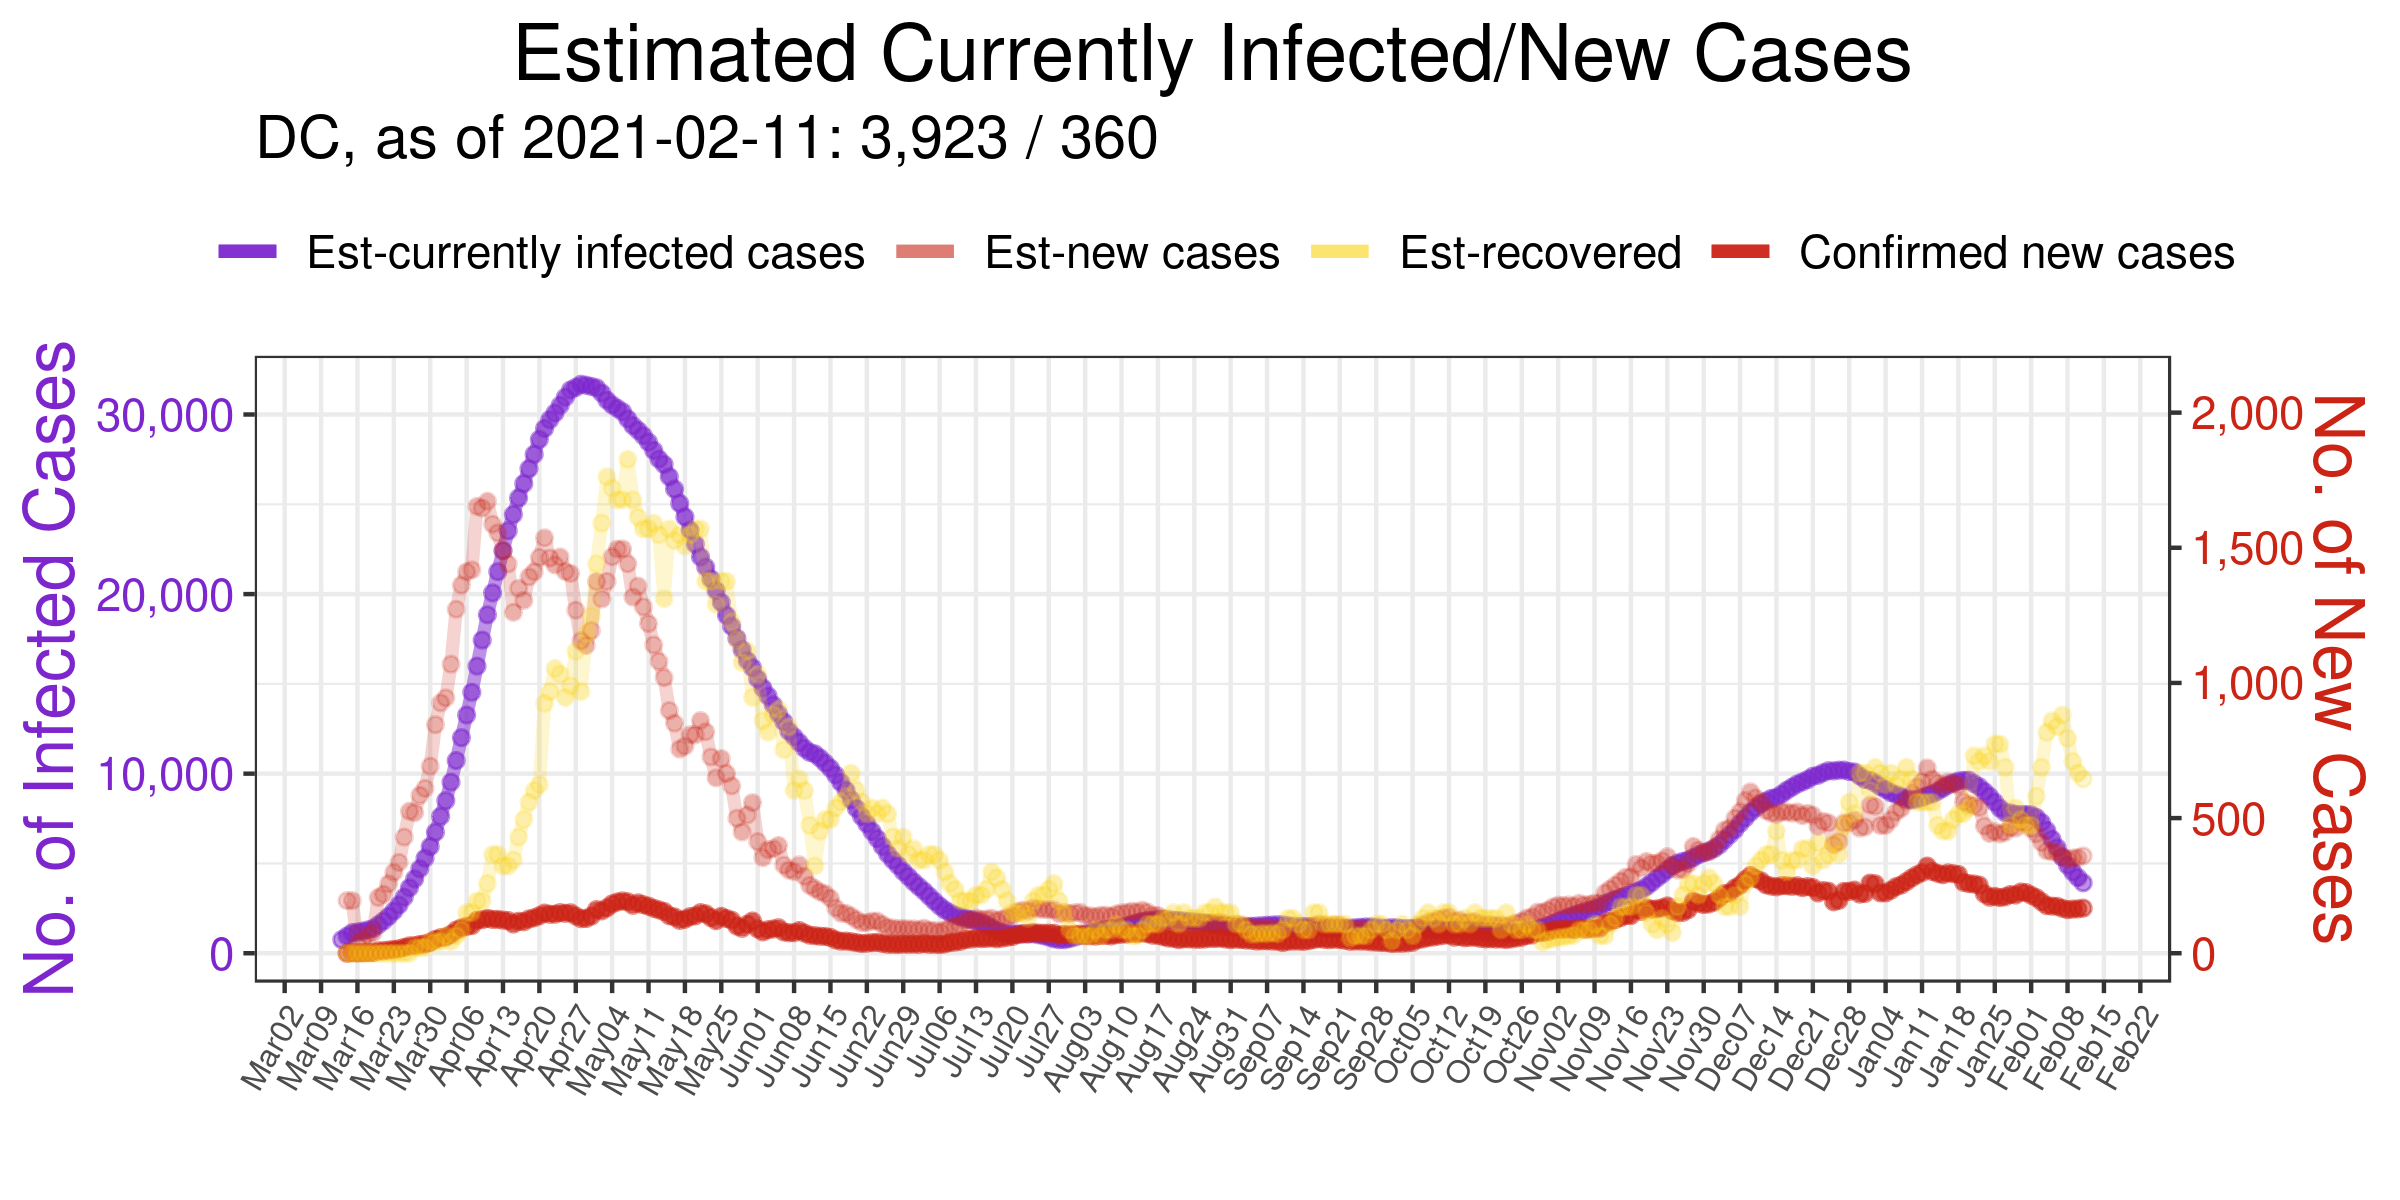 Estimated Currently Infected/New Cases
DC, as of 2021-02-11: 3,923 / 360
Est-currently infected cases Est-new cases Est-recovered Confirmed new cases
No. of Infected Cases
30,000
20,000
10,000
0
2,000
1,500
1,000
500
0
No. of New Cases
Mar02 Mar09 Mar16 Mar23 Mar30 Apr06 Apr13 Apr20 Apr27 May04 May11 May18 May25 Jun01 Jun08 Jun15 Jun22 Jun29 Jul06 Jul13 Jul20 Jul27 Aug03 Aug10 Aug17 Aug24 Aug31 Sep07 Sep14 Sep21 Sep28 Oct05 Oct12 Oct19 Oct26 Nov02 Nov09 Nov16 Nov23 Nov30 Dec07 Dec14 Dec21 Dec28 Jan04 Jan11 Jan18 Jan25 Feb01 Feb08 Feb15 Feb22